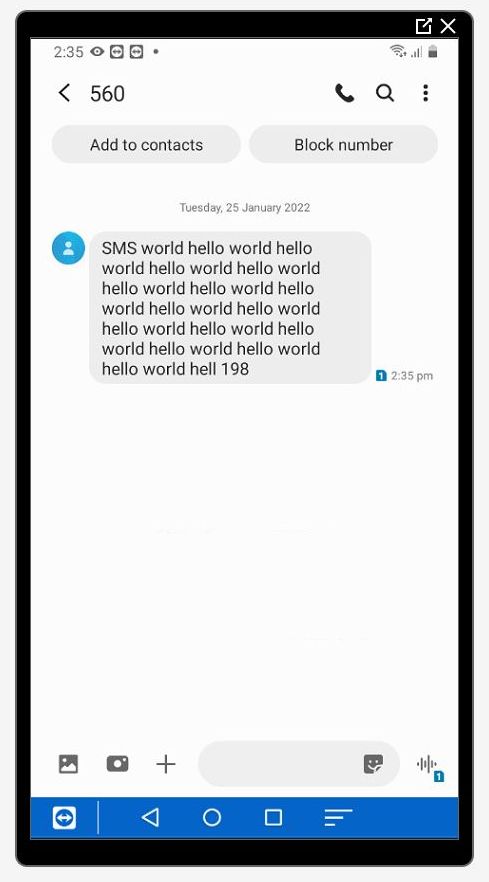 2:35
560
Add to contacts
Block number
Tuesday, 25 January 2022
SMS world hello world hello
world hello world hello world
hello world hello world hello
world hello world hello world
hello world hello world hello
world hello world hello world
hello world hell 198
1 2:35 pm
1